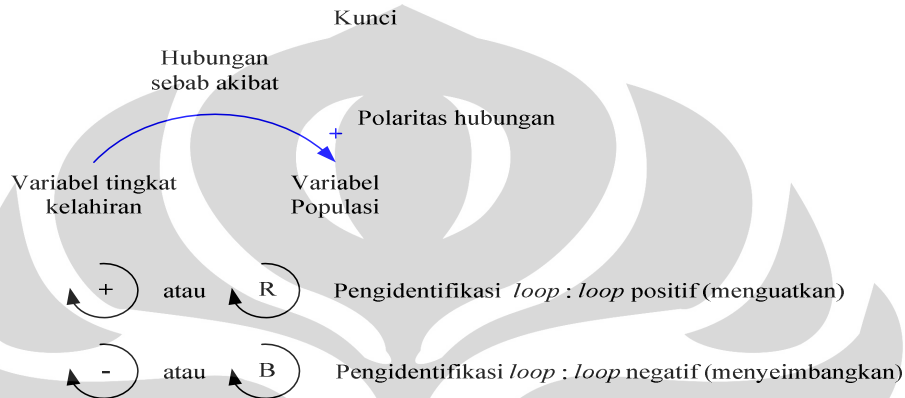 Kunci
Hubungan
sebab akibat
+ Polaritas hubungan
Variabel tingkat
kelahiran
Variabel
Populasi
+ atau R Pengidentifikasi loop : loop positif (menguatkan)
- atau B Pengidentifikasi loop : loop negatif (menyeimbangkan)